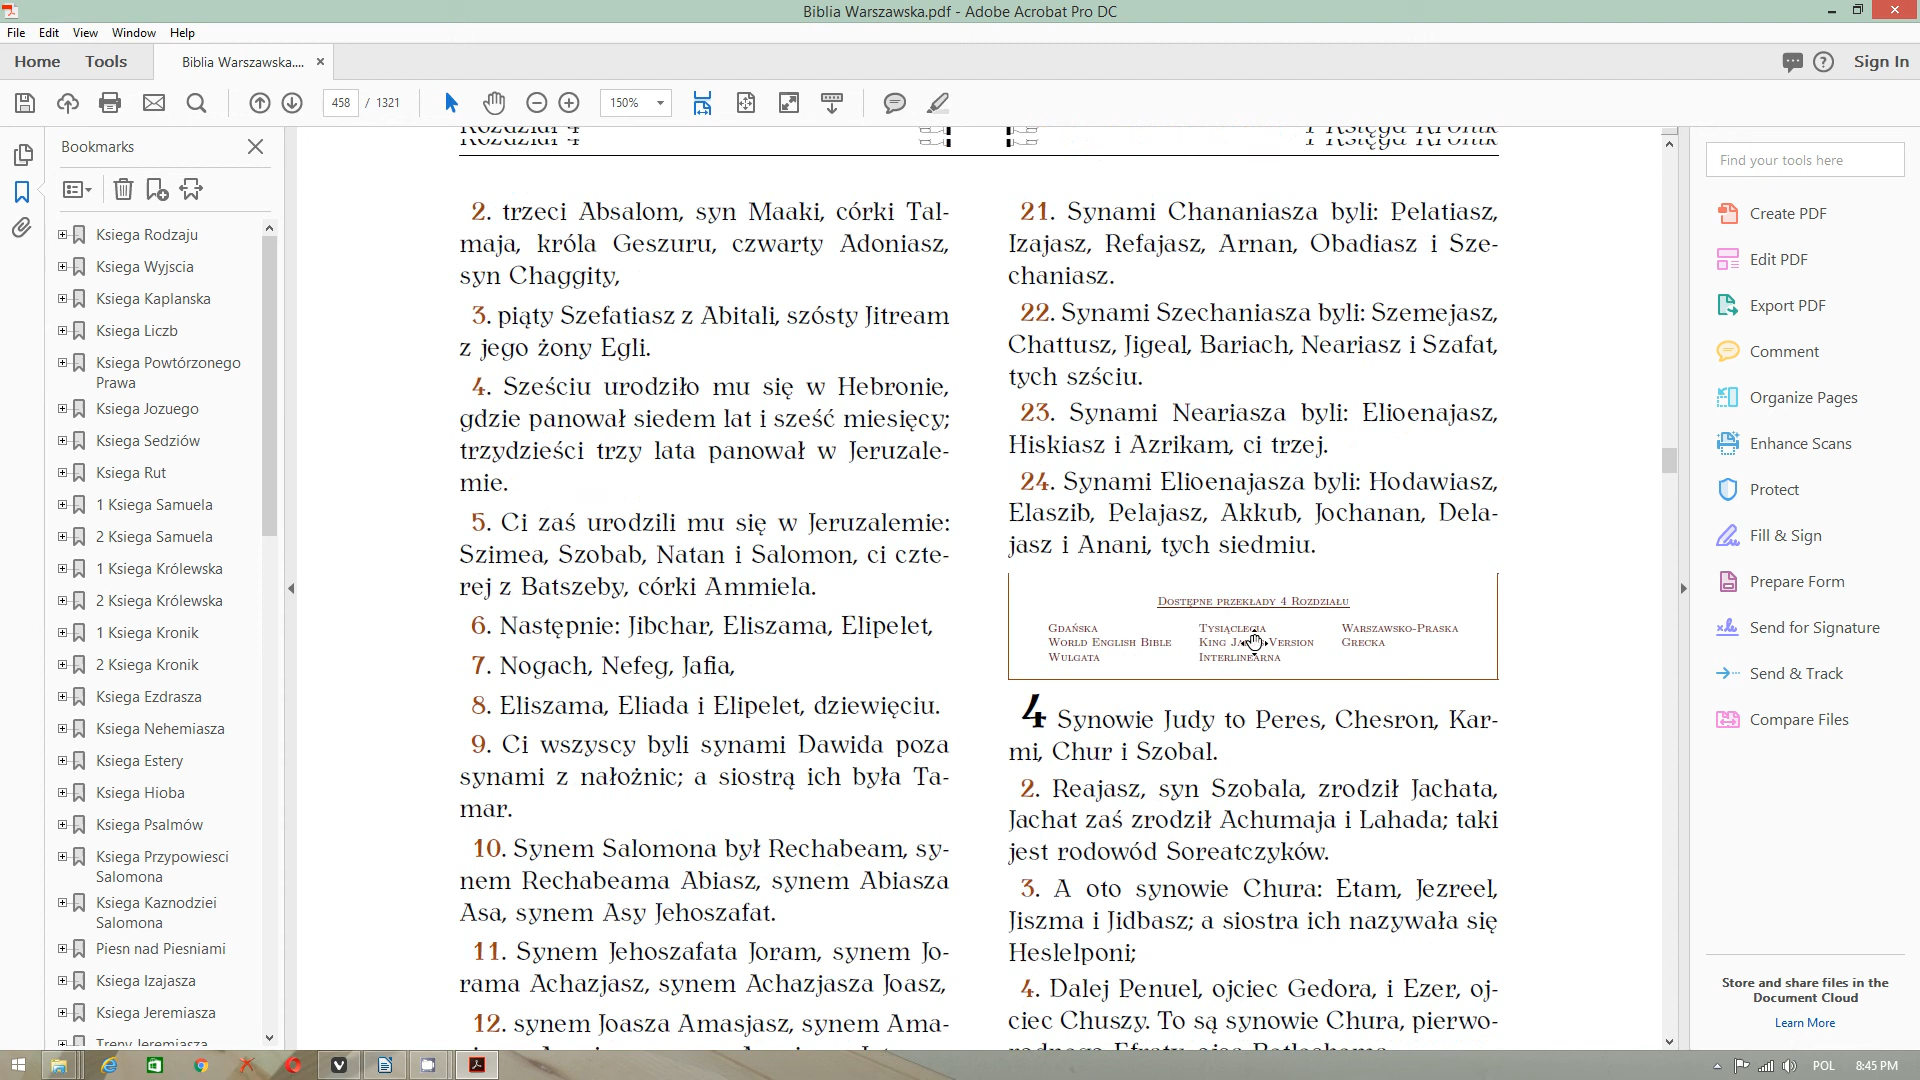 Biblia Warszawska.pdf - Adobe Acrobat Pro DC
File Edit View Window Help
Home Tools Biblia Warszawska.... Sign In
458 / 1321 150%
Bookmarks
Ksiega Rodzaju
Ksiega Wyjscia
Ksiega Kaplanska
Ksiega Liczb
Ksiega Powtórzonego
Prawa
Ksiega Jozuego
Ksiega Sedziów
Ksiega Rut
1 Ksiega Samuela
2 Ksiega Samuela
1 Ksiega Królewska
2 Ksiega Królewska
1 Ksiega Kronik
2 Ksiega Kronik
Ksiega Ezdrasza
Ksiega Nehemiasza
Ksiega Estery
Ksiega Hioba
Ksiega Psalmów
Ksiega Przypowiesci
Salomona
Ksiega Kaznodziei
Salomona
Piesn nad Piesniami
Ksiega Izajasza
Ksiega Jeremiasza
Treny Jeremiasza
Rozdział 4 1 Księga Kronik
2. trzeci Absalom, syn Maaki, córki Tal-
maja, króla Geszuru, czwarty Adoniasz,
syn Chaggity,
3. piąty Szefatiasz z Abitali, szósty Jitream
z jego żony Egli.
4. Sześciu urodziło mu się w Hebronie,
gdzie panował siedem lat i sześć miesięcy;
trzydzieści trzy lata panował w Jeruzale-
mie.
5. Ci zaś urodzili mu się w Jeruzalemie:
Szimea, Szobab, Natan i Salomon, ci czte-
rej z Batszeby, córki Ammiela.
6. Następnie: Jibchar, Eliszama, Elipelet,
7. Nogach, Nefeg, Jafia,
8. Eliszama, Eliada i Elipelet, dziewięciu.
9. Ci wszyscy byli synami Dawida poza
synami z nałożnic; a siostrą ich była Ta-
mar.
10. Synem Salomona był Rechabeam, sy-
nem Rechabeama Abiasz, synem Abiasza
Asa, synem Asy Jehoszafat.
11. Synem Jehoszafata Joram, synem Jo-
rama Achazjasz, synem Achazjasza Joasz,
12. synem Joasza Amasjasz, synem Ama-
21. Synami Chananiasza byli: Pelatiasz,
Izajasz, Refajasz, Arnan, Obadiasz i Sze-
chaniasz.
22. Synami Szechaniasza byli: Szemejasz,
Chattusz, Jigeal, Bariach, Neariasz i Szafat,
tych szściu.
23. Synami Neariasza byli: Elioenajasz,
Hiskiasz i Azrikam, ci trzej.
24. Synami Elioenajasza byli: Hodawiasz,
Elaszib, Pelajasz, Akkub, Jochanan, Dela-
jasz i Anani, tych siedmiu.
Dostępne przekłady 4 Rozdziału
Gdańska Tysiąclecia Warszawsko-Praska
World English Bible King Version Grecka
Wulgata Interlinearna
4 Synowie Judy to Peres, Chesron, Kar-
mi, Chur i Szobal.
2. Reajasz, syn Szobala, zrodził Jachata,
Jachat zaś zrodził Achumaja i Lahada; taki
jest rodowód Soreatczyków.
3. A oto synowie Chura: Etam, Jezreel,
Jiszma i Jidbasz; a siostra ich nazywała się
Heslelponi;
4. Dalej Penuel, ojciec Gedora, i Ezer, oj-
ciec Chuszy. To są synowie Chura, pierwo-
Find your tools here
Create PDF
Edit PDF
Export PDF
Comment
Organize Pages
Enhance Scans
Protect
Fill & Sign
Prepare Form
Send for Signature
Send & Track
Compare Files
Store and share files in the
Document Cloud
Learn More
POL 8:45 PM